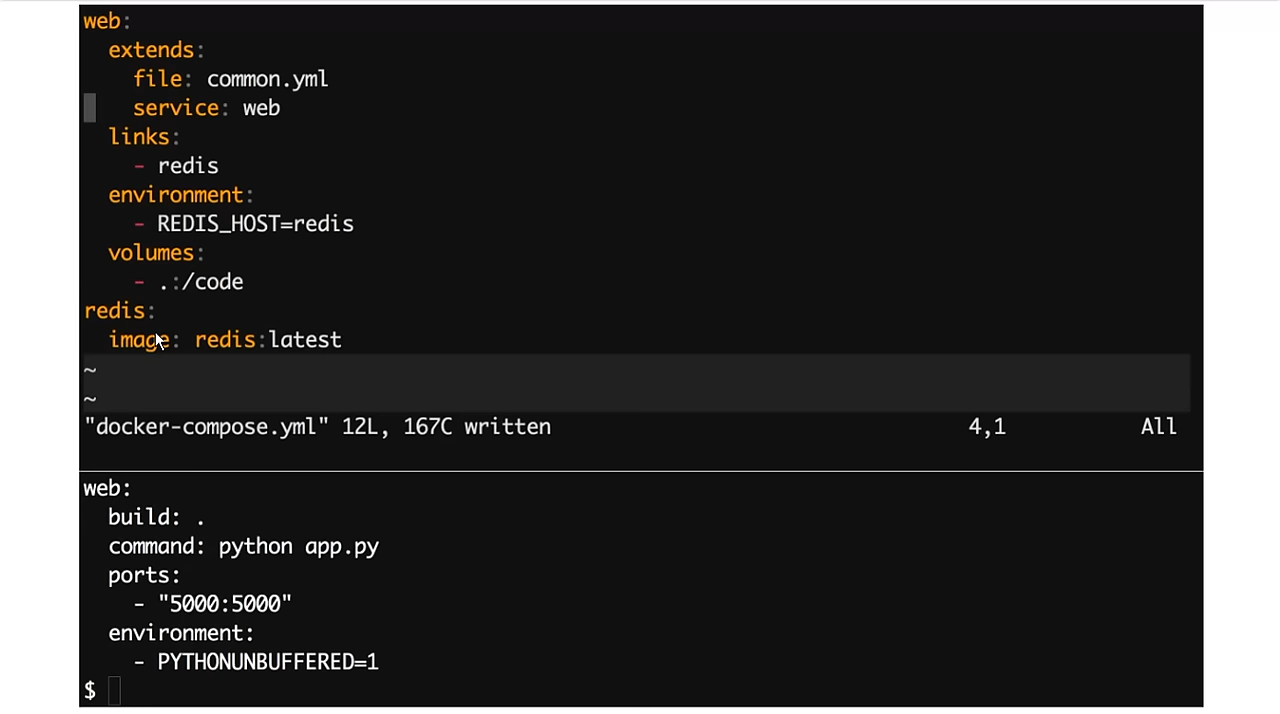 web:
  extends:
    file: common.yml
    service: web
  links:
    - redis
  environment:
    - REDIS_HOST=redis
  volumes:
    - .:/code
redis:
  image: redis:latest
~
~
"docker-compose.yml" 12L, 167C written 4,1 All
web:
  build: .
  command: python app.py
  ports:
    - "5000:5000"
  environment:
    - PYTHONUNBUFFERED=1
$